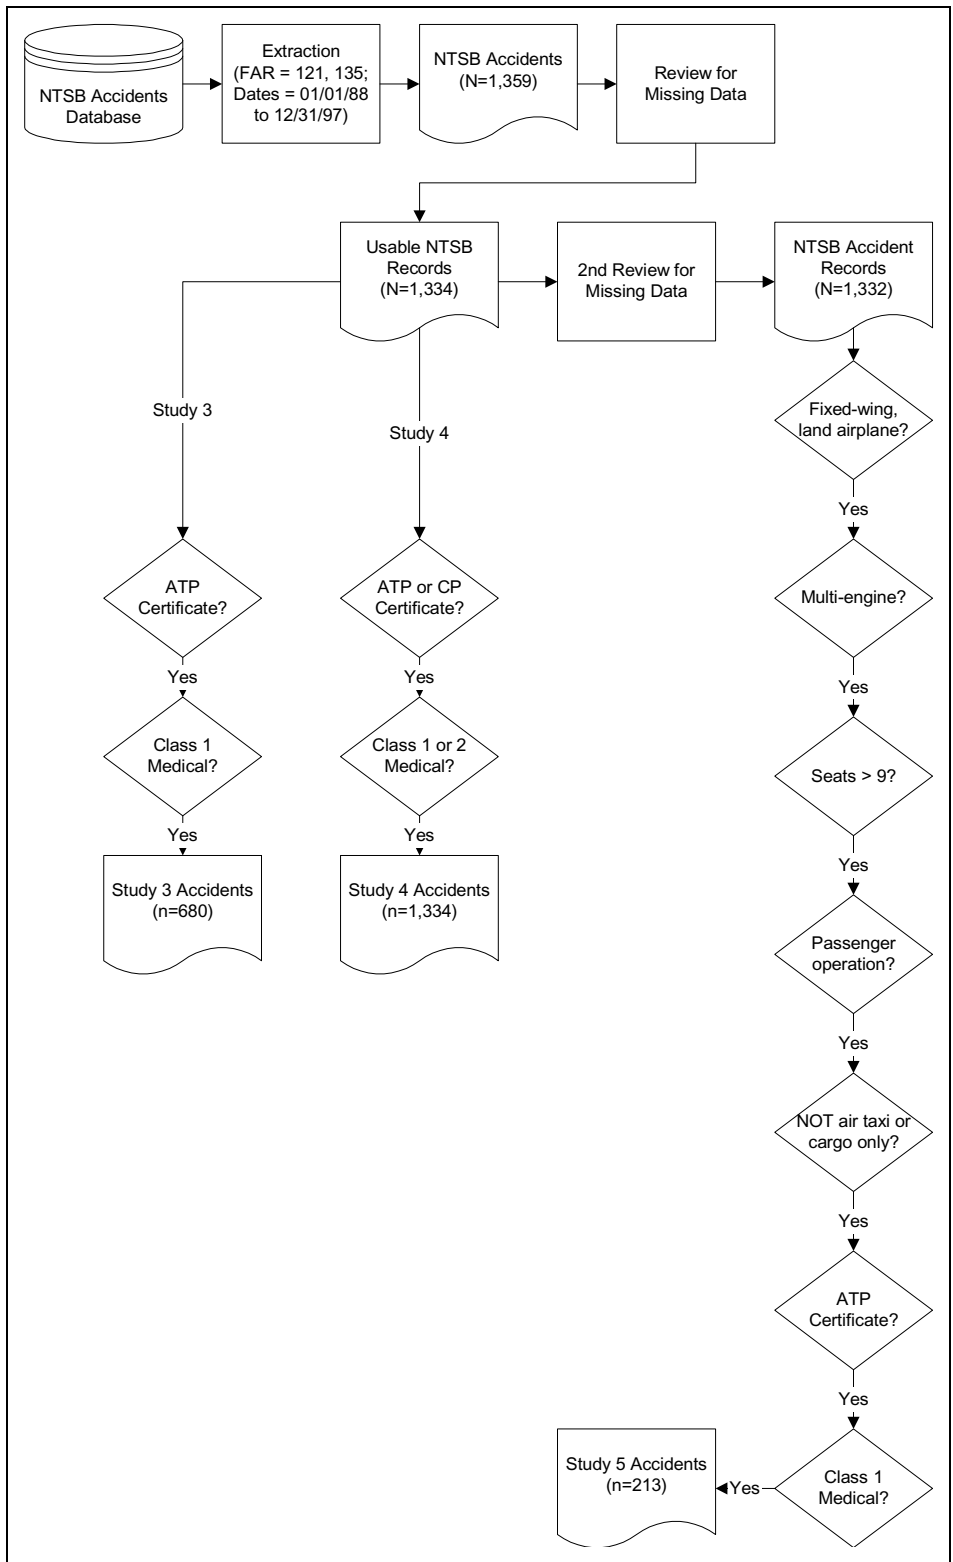 NTSB Accidents
Database
Extraction
(FAR = 121, 135;
Dates = 01/01/88
to 12/31/97)
NTSB Accidents
(N=1,359)
Review for
Missing Data
Usable NTSB
Records
(N=1,334)
2nd Review for
Missing Data
NTSB Accident
Records
(N=1,332)
Study 3
Study 4
ATP
Certificate?
Yes
Class 1
Medical?
Yes
Study 3 Accidents
(n=680)
ATP or CP
Certificate?
Yes
Class 1 or 2
Medical?
Yes
Study 4 Accidents
(n=1,334)
Fixed-wing,
land airplane?
Yes
Multi-engine?
Yes
Seats > 9?
Yes
Passenger
operation?
Yes
NOT air taxi or
cargo only?
Yes
ATP
Certificate?
Yes
Class 1
Medical?
Yes
Study 5 Accidents
(n=213)